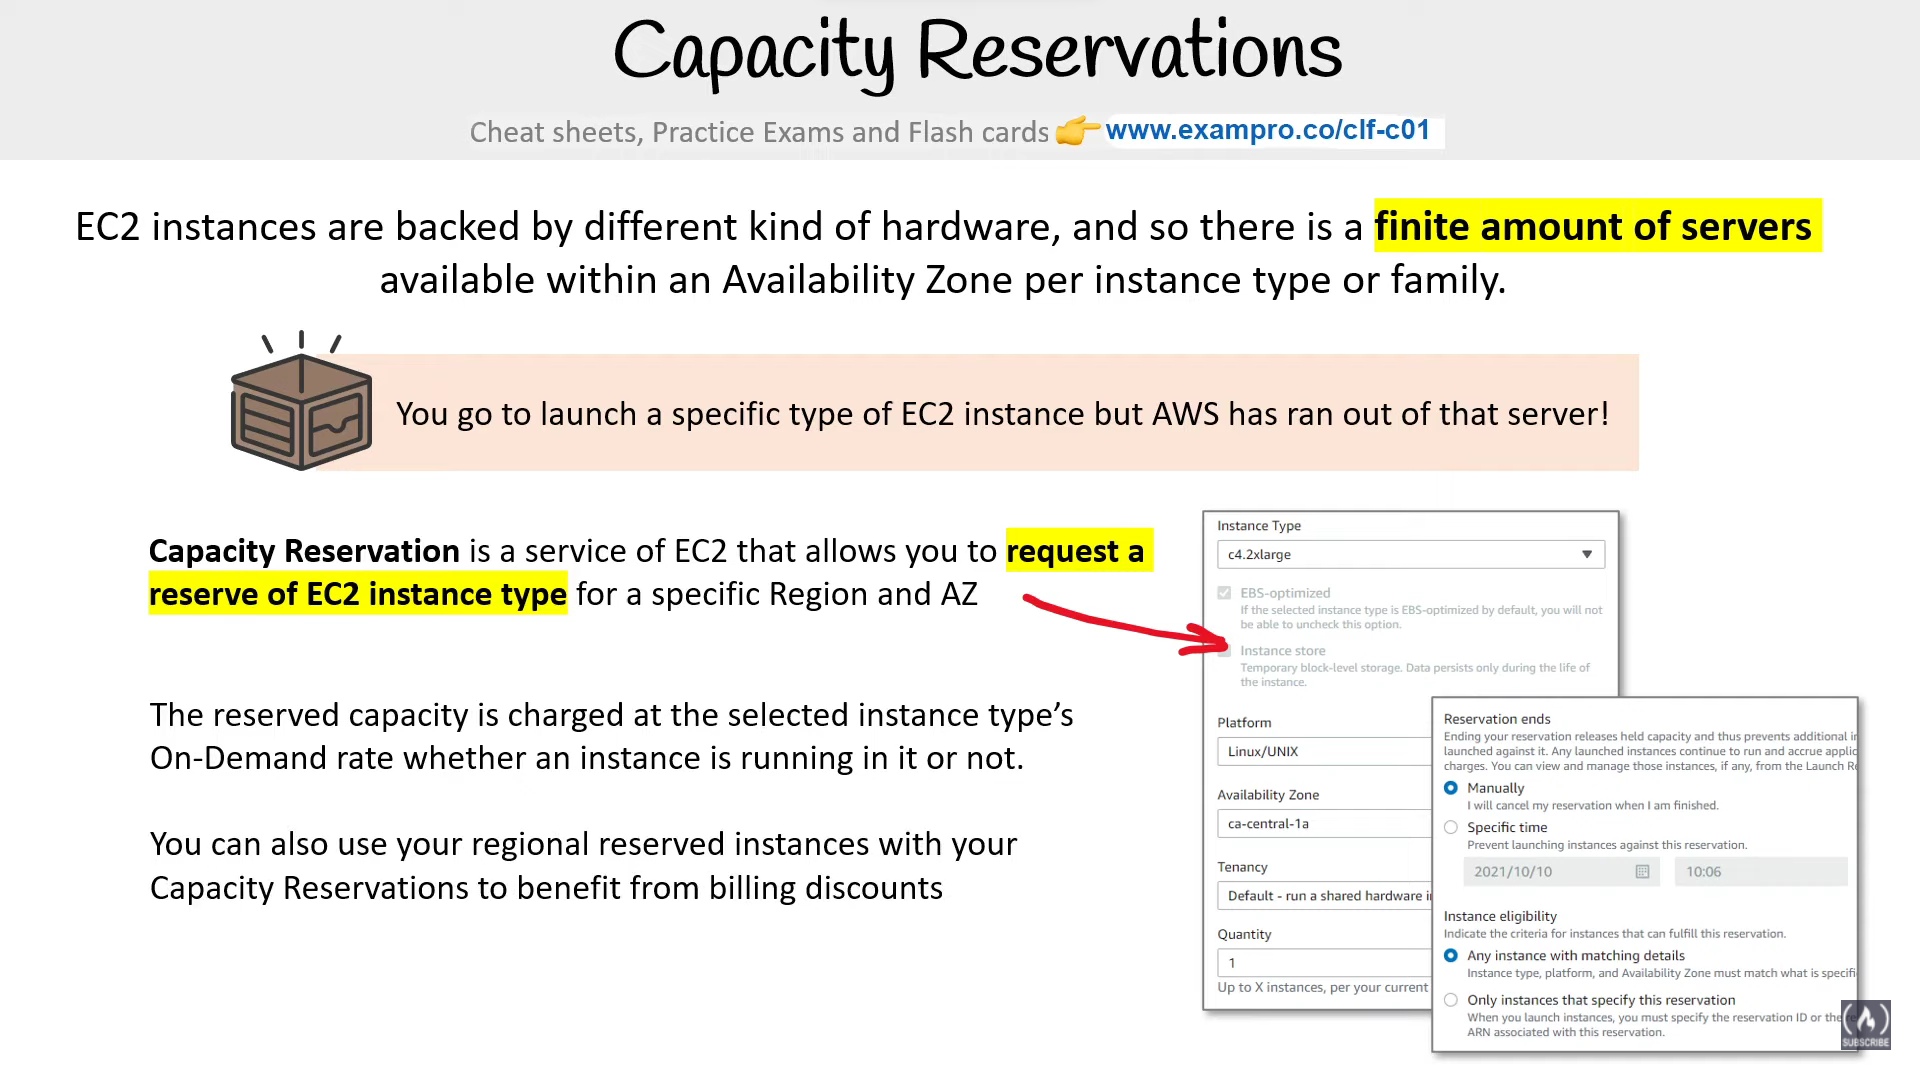 Capacity Reservations
Cheat sheets, Practice Exams and Flash cards 👉 www.exampro.co/clf-c01
EC2 instances are backed by different kind of hardware, and so there is a finite amount of servers
available within an Availability Zone per instance type or family.
You go to launch a specific type of EC2 instance but AWS has ran out of that server!
Capacity Reservation is a service of EC2 that allows you to request a
reserve of EC2 instance type for a specific Region and AZ
The reserved capacity is charged at the selected instance type’s
On-Demand rate whether an instance is running in it or not.
You can also use your regional reserved instances with your
Capacity Reservations to benefit from billing discounts
Instance Type
c4.2xlarge
EBS-optimized
If the selected instance type is EBS-optimized by default, you will not
be able to uncheck this option.
Instance store
Temporary block-level storage. Data persists only during the life of
the instance.
Platform
Linux/UNIX
Availability Zone
ca-central-1a
Tenancy
Default - run a shared hardware
Quantity
1
Up to X instances, per your current
Reservation ends
Ending your reservation releases held capacity and thus prevents additional
launched against it. Any launched instances continue to run and accrue
charges. You can view and manage those instances, if any, from the Launch
Manually
I will cancel my reservation when I am finished.
Specific time
Prevent launching instances against this reservation.
2021/10/10
10:06
Instance eligibility
Indicate the criteria for instances that can fulfill this reservation.
Any instance with matching details
Instance type, platform, and Availability Zone must match what is
Only instances that specify this reservation
When you launch instances, you must specify the reservation ID or the
ARN associated with this reservation.
SUBSCRIBE